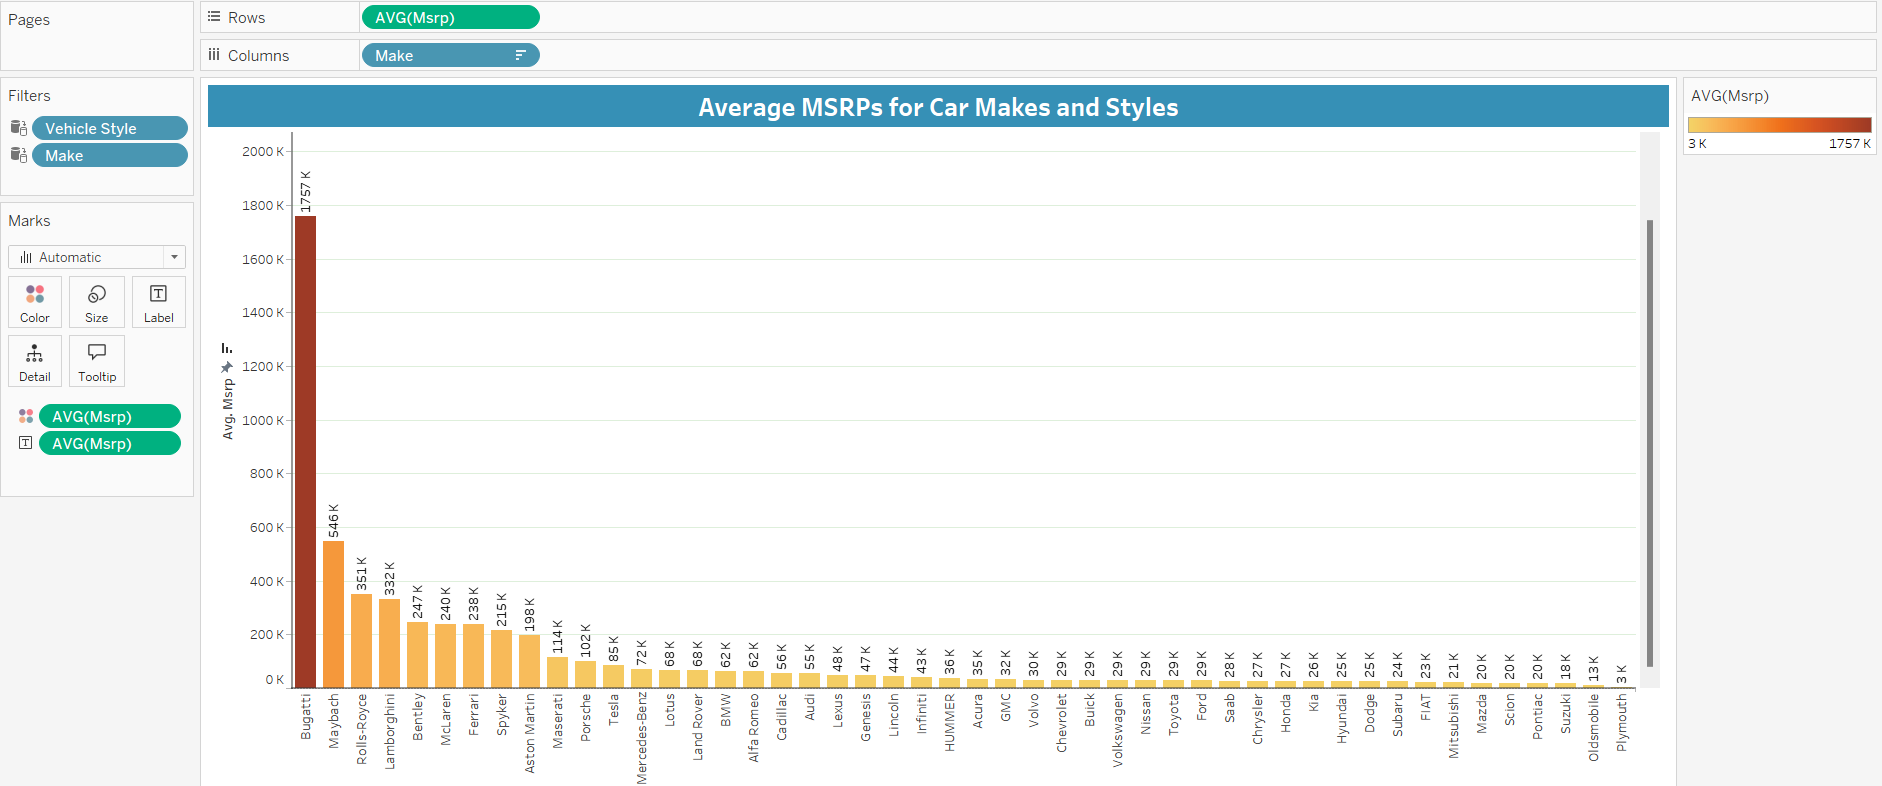 Pages
Rows
AVG(Msrp)
Columns
Make
Filters
Vehicle Style
Make
Marks
Automatic
Color
Size
Label
Detail
Tooltip
AVG(Msrp)
AVG(Msrp)
Average MSRPs for Car Makes and Styles
Avg. Msrp
2000 K
1800 K
1600 K
1400 K
1200 K
1000 K
800 K
600 K
400 K
200 K
0 K
1757 K
546 K
351 K
332 K
247 K
240 K
238 K
215 K
198 K
114 K
102 K
85 K
72 K
68 K
68 K
62 K
62 K
56 K
55 K
48 K
47 K
44 K
43 K
36 K
35 K
32 K
30 K
29 K
29 K
29 K
29 K
29 K
29 K
28 K
27 K
27 K
26 K
25 K
25 K
24 K
23 K
21 K
20 K
20 K
20 K
18 K
13 K
3 K
Bugatti
Maybach
Rolls-Royce
Lamborghini
Bentley
McLaren
Ferrari
Spyker
Aston Martin
Maserati
Porsche
Tesla
Mercedes-Benz
Lotus
Land Rover
BMW
Alfa Romeo
Cadillac
Audi
Lexus
Genesis
Lincoln
Infiniti
HUMMER
Acura
GMC
Volvo
Chevrolet
Buick
Volkswagen
Nissan
Toyota
Ford
Saab
Chrysler
Honda
Kia
Hyundai
Dodge
Subaru
FIAT
Mitsubishi
Mazda
Scion
Pontiac
Suzuki
Oldsmobile
Plymouth
AVG(Msrp)
3 K
1757 K